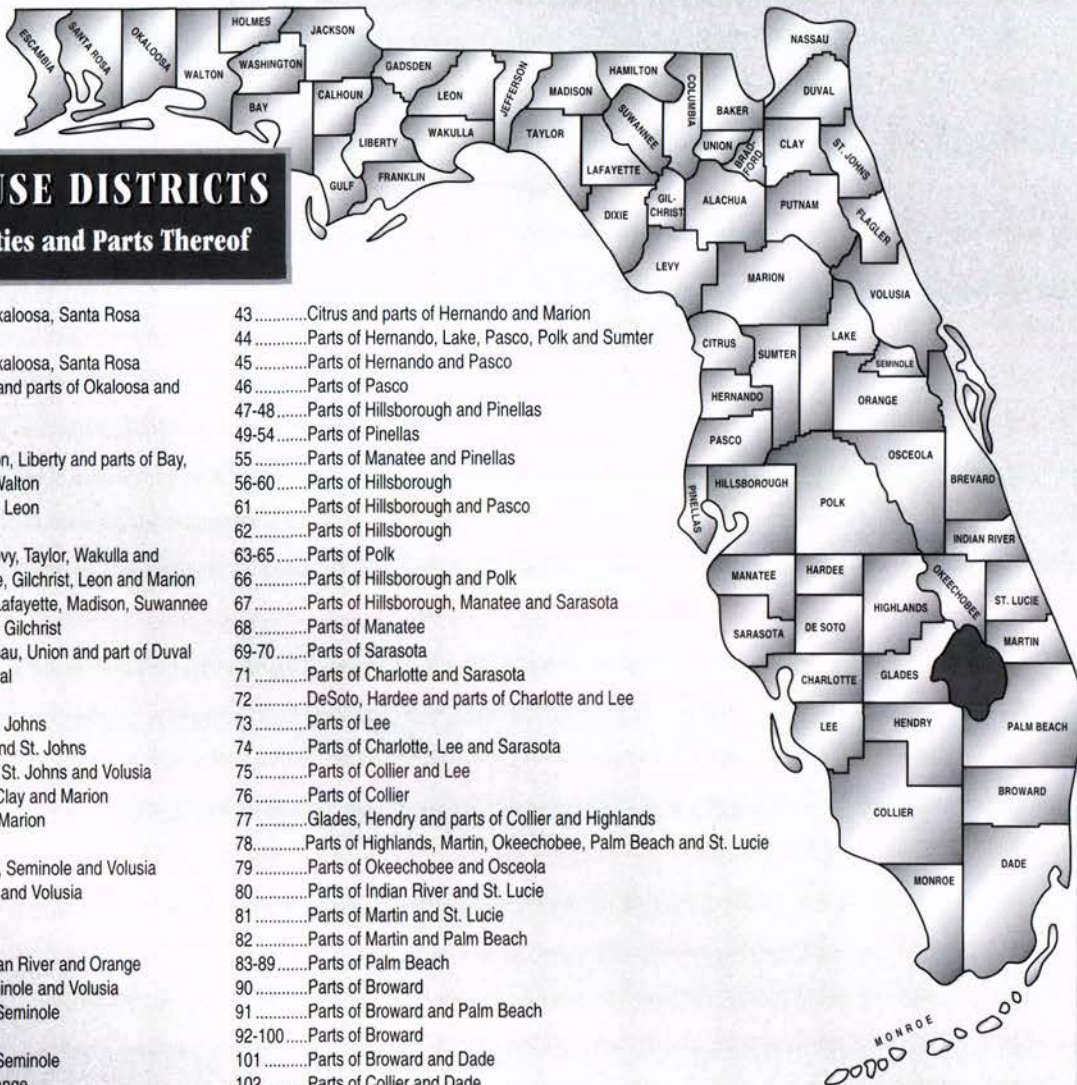 ESCAMBIA
SANTA ROSA
OKALOOSA
WALTON
HOLMES
WASHINGTON
JACKSON
BAY
CALHOUN
GULF
LIBERTY
GADSDEN
FRANKLIN
LEON
WAKULLA
JEFFERSON
MADISON
TAYLOR
HAMILTON
SUWANNEE
LAFAYETTE
DIXIE
COLUMBIA
GIL-
CHRIST
BAKER
UNION
BRAD-
FORD
ALACHUA
LEVY
NASSAU
DUVAL
CLAY
ST. JOHNS
PUTNAM
FLAGLER
MARION
VOLUSIA
CITRUS
SUMTER
LAKE
SEMINOLE
HERNANDO
ORANGE
PASCO
OSCEOLA
BREVARD
PINELLAS
HILLSBOROUGH
POLK
INDIAN RIVER
MANATEE
HARDEE
OKEECHOBEE
ST. LUCIE
HIGHLANDS
SARASOTA
DE SOTO
MARTIN
CHARLOTTE
GLADES
LEE
HENDRY
PALM BEACH
COLLIER
BROWARD
MONROE
DADE
MONROE
USE DISTRICTS
ties and Parts Thereof
kaloosa, Santa Rosa
kaloosa, Santa Rosa
and parts of Okaloosa and
on, Liberty and parts of Bay,
Walton
Leon
evy, Taylor, Wakulla and
e, Gilchrist, Leon and Marion
Lafayette, Madison, Suwannee
Gilchrist
sau, Union and part of Duval
val
Johns
and St. Johns
St. Johns and Volusia
Clay and Marion
Marion
, Seminole and Volusia
and Volusia
ian River and Orange
minole and Volusia
Seminole
Seminole
ange
43 ............Citrus and parts of Hernando and Marion
44 ............Parts of Hernando, Lake, Pasco, Polk and Sumter
45 ............Parts of Hernando and Pasco
46 ............Parts of Pasco
47-48 .......Parts of Hillsborough and Pinellas
49-54 .......Parts of Pinellas
55 ............Parts of Manatee and Pinellas
56-60 .......Parts of Hillsborough
61 ............Parts of Hillsborough and Pasco
62 ............Parts of Hillsborough
63-65 .......Parts of Polk
66 ............Parts of Hillsborough and Polk
67 ............Parts of Hillsborough, Manatee and Sarasota
68 ............Parts of Manatee
69-70 .......Parts of Sarasota
71 ............Parts of Charlotte and Sarasota
72 ............DeSoto, Hardee and parts of Charlotte and Lee
73 ............Parts of Lee
74 ............Parts of Charlotte, Lee and Sarasota
75 ............Parts of Collier and Lee
76 ............Parts of Collier
77 ............Glades, Hendry and parts of Collier and Highlands
78............Parts of Highlands, Martin, Okeechobee, Palm Beach and St. Lucie
79 ............Parts of Okeechobee and Osceola
80 ............Parts of Indian River and St. Lucie
81 ............Parts of Martin and St. Lucie
82 ............Parts of Martin and Palm Beach
83-89 .......Parts of Palm Beach
90 ............Parts of Broward
91 ............Parts of Broward and Palm Beach
92-100 .....Parts of Broward
101 ..........Parts of Broward and Dade
102 ..........Parts of Collier and Dade